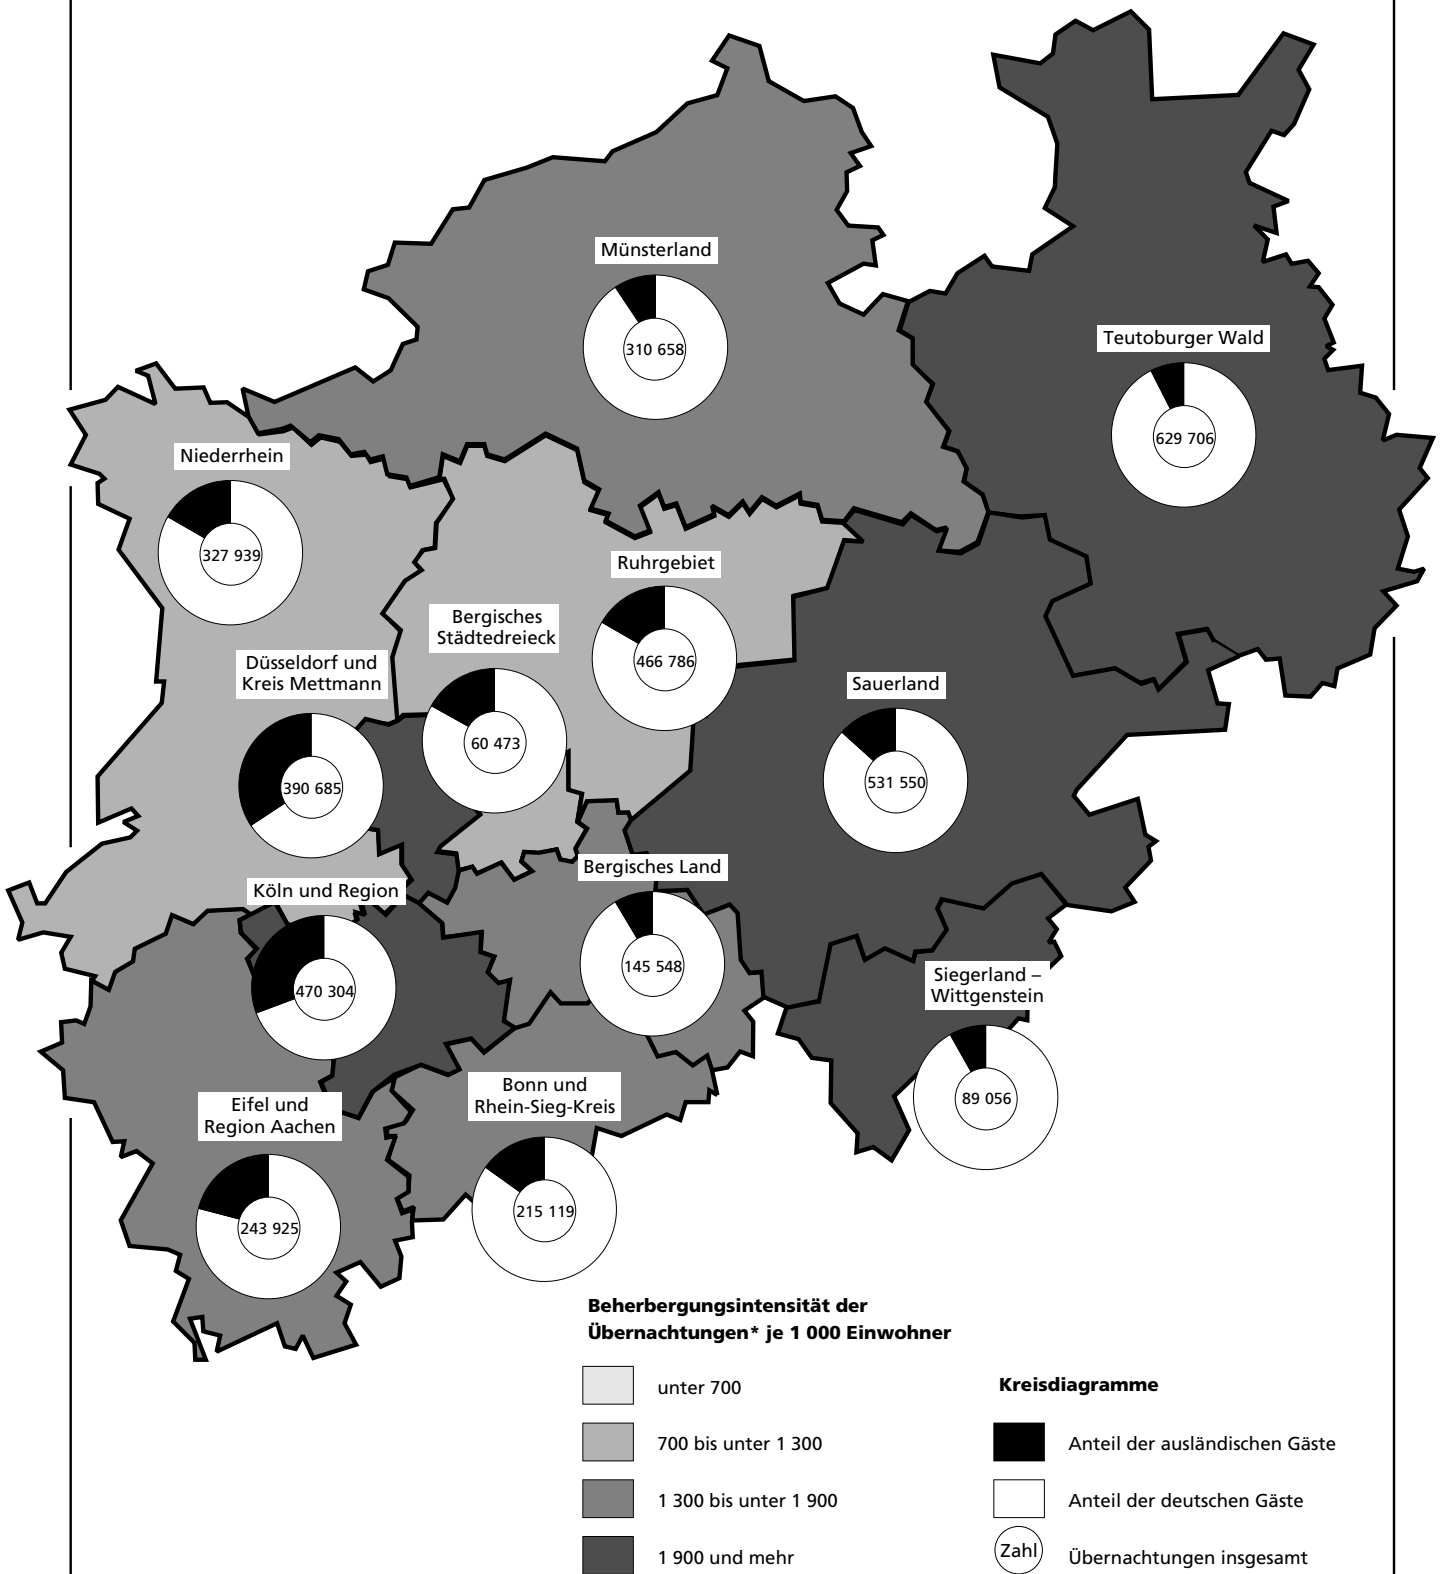 Münsterland
310 658
Teutoburger Wald
629 706
Niederrhein
327 939
Ruhrgebiet
466 786
Bergisches
Städtedreieck
60 473
Düsseldorf und
Kreis Mettmann
390 685
Sauerland
531 550
Bergisches Land
145 548
Köln und Region
470 304
Siegerland –
Wittgenstein
89 056
Bonn und
Rhein-Sieg-Kreis
215 119
Eifel und
Region Aachen
243 925
Beherbergungsintensität der
Übernachtungen* je 1 000 Einwohner
unter 700
700 bis unter 1 300
1 300 bis unter 1 900
1 900 und mehr
Kreisdiagramme
Anteil der ausländischen Gäste
Anteil der deutschen Gäste
Zahl
Übernachtungen insgesamt